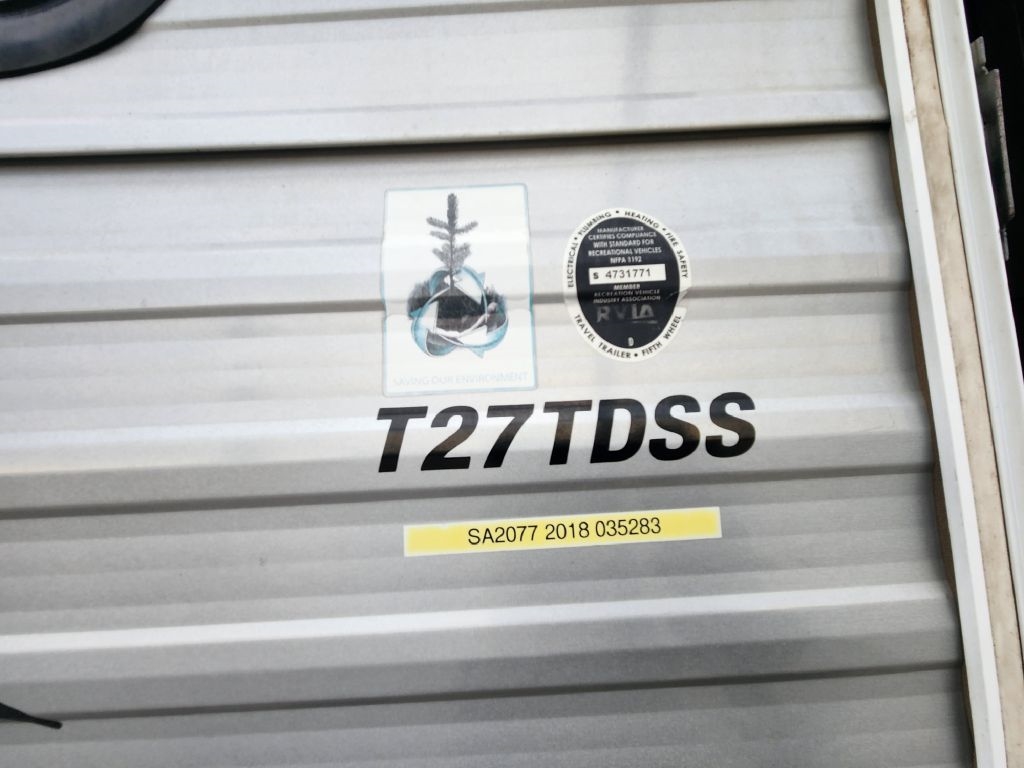 SAVING OUR ENVIRONMENT
ELECTRICAL • PLUMBING • HEATING • FIRE SAFETY
MANUFACTURER
CERTIFIES COMPLIANCE
WITH STANDARD FOR
RECREATIONAL VEHICLES
NFPA 1192
S 4731771
MEMBER
RECREATION VEHICLE
INDUSTRY ASSOCIATION
RVIA
TRAVEL TRAILER • FIFTH WHEEL
T27TDSS
SA2077 2018 035283